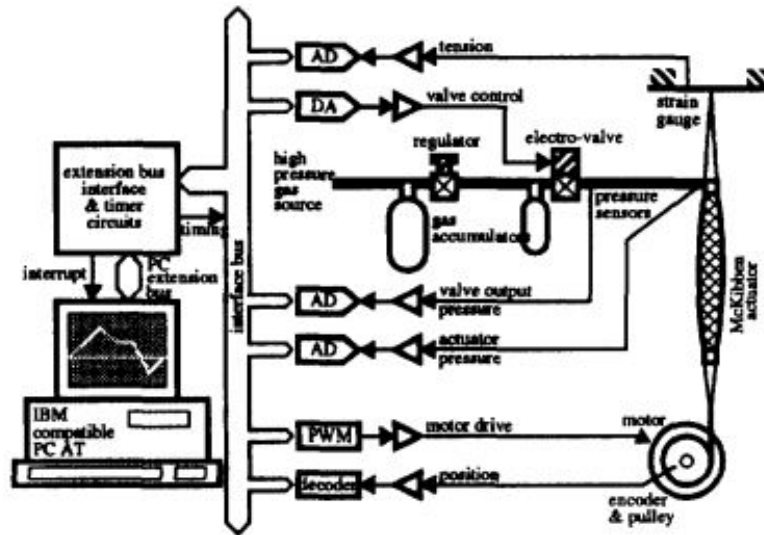 AD
tension
DA
valve control
strain
gauge
regulator
electro-valve
high
pressure
gas
source
extension bus
interface
& timer
circuits
timing
pressure
sensors
gas
accumulators
interrupt
PC
extension
bus
interface bus
AD
valve output
pressure
McKibben
actuator
AD
actuator
pressure
IBM
compatible
PC AT
PWM
motor drive
motor
decoder
position
encoder
& pulley